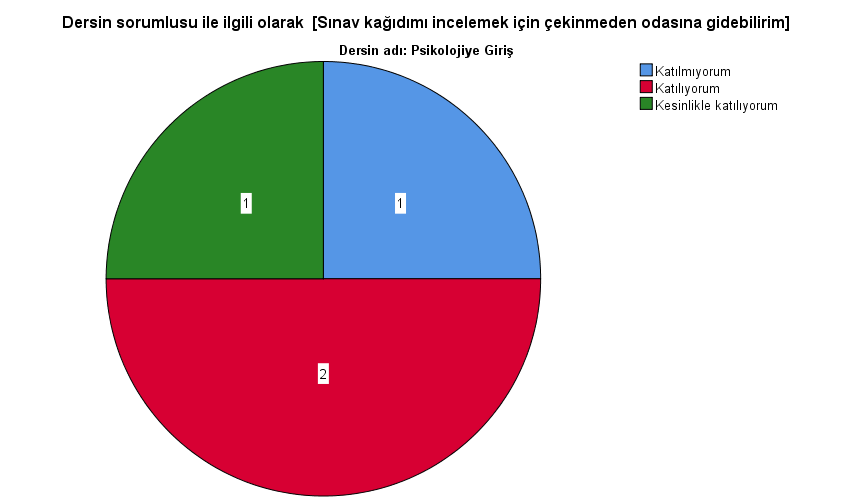 Dersin sorumlusu ile ilgili olarak  [Sınav kağıdımı incelemek için çekinmeden odasına gidebilirim]
Dersin adı: Psikolojiye Giriş
Katılmıyorum
Katılıyorum
Kesinlikle katılıyorum
1
1
2